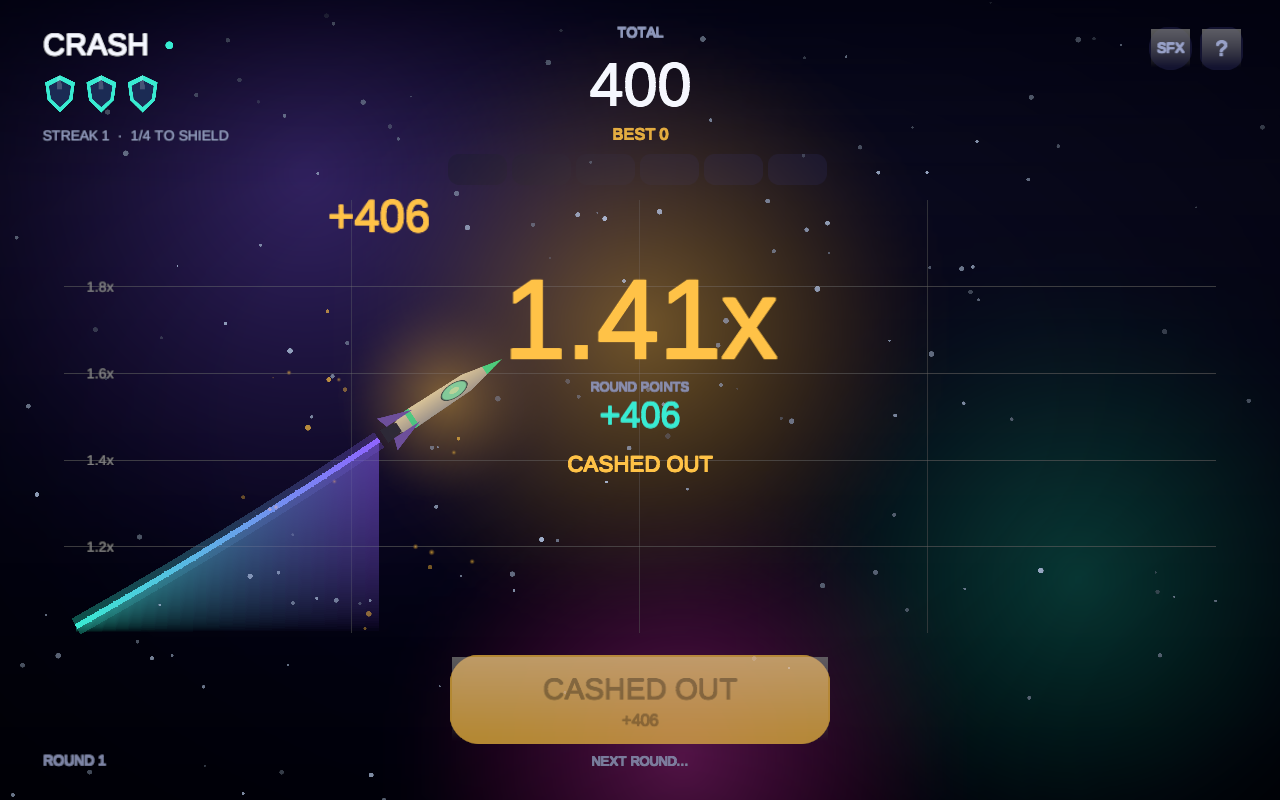 CRASH
TOTAL
SFX
?
400
STREAK 1 · 1/4 TO SHIELD
BEST 0
+406
1.8x
1.41x
1.6x
ROUND POINTS
+406
1.4x
CASHED OUT
1.2x
CASHED OUT
+406
ROUND 1
NEXT ROUND...